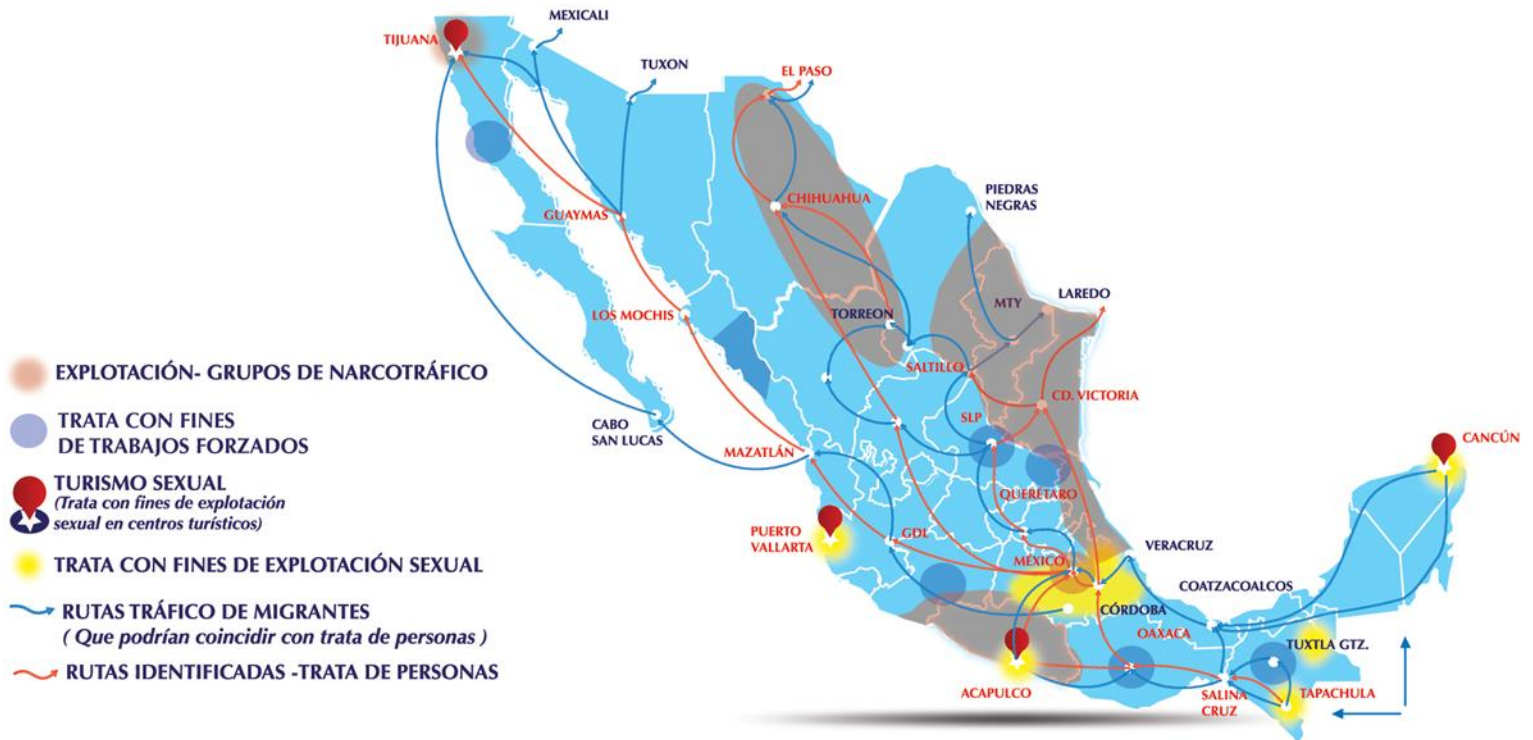 MEXICALI
TIJUANA
TUXON
EL PASO
CHIHUAHUA
PIEDRAS
NEGRAS
GUAYMAS
LAREDO
MTY
LOS MOCHIS
TORREON
SALTILLO
CD. VICTORIA
CABO
SAN LUCAS
SLP
MAZATLÁN
CANCÚN
QUERÉTARO
PUERTO
VALLARTA
GDL
MÉXICO
VERACRUZ
COATZACOALCOS
CÓRDOBA
OAXACA
TUXTLA GTZ.
ACAPULCO
SALINA
CRUZ
TAPACHULA
EXPLOTACIÓN- GRUPOS DE NARCOTRÁFICO
TRATA CON FINES
DE TRABAJOS FORZADOS
TURISMO SEXUAL
(Trata con fines de explotación
sexual en centros turísticos)
TRATA CON FINES DE EXPLOTACIÓN SEXUAL
RUTAS TRÁFICO DE MIGRANTES
( Que podrían coincidir con trata de personas )
RUTAS IDENTIFICADAS -TRATA DE PERSONAS